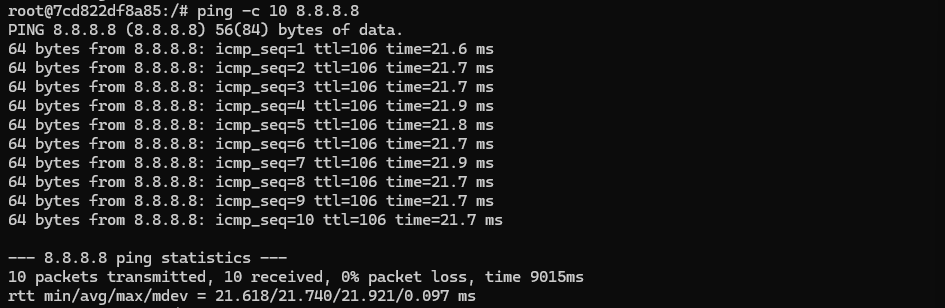 root@7cd822df8a85:/# ping -c 10 8.8.8.8
PING 8.8.8.8 (8.8.8.8) 56(84) bytes of data.
64 bytes from 8.8.8.8: icmp_seq=1 ttl=106 time=21.6 ms
64 bytes from 8.8.8.8: icmp_seq=2 ttl=106 time=21.7 ms
64 bytes from 8.8.8.8: icmp_seq=3 ttl=106 time=21.7 ms
64 bytes from 8.8.8.8: icmp_seq=4 ttl=106 time=21.9 ms
64 bytes from 8.8.8.8: icmp_seq=5 ttl=106 time=21.8 ms
64 bytes from 8.8.8.8: icmp_seq=6 ttl=106 time=21.7 ms
64 bytes from 8.8.8.8: icmp_seq=7 ttl=106 time=21.9 ms
64 bytes from 8.8.8.8: icmp_seq=8 ttl=106 time=21.7 ms
64 bytes from 8.8.8.8: icmp_seq=9 ttl=106 time=21.7 ms
64 bytes from 8.8.8.8: icmp_seq=10 ttl=106 time=21.7 ms
--- 8.8.8.8 ping statistics ---
10 packets transmitted, 10 received, 0% packet loss, time 9015ms
rtt min/avg/max/mdev = 21.618/21.740/21.921/0.097 ms